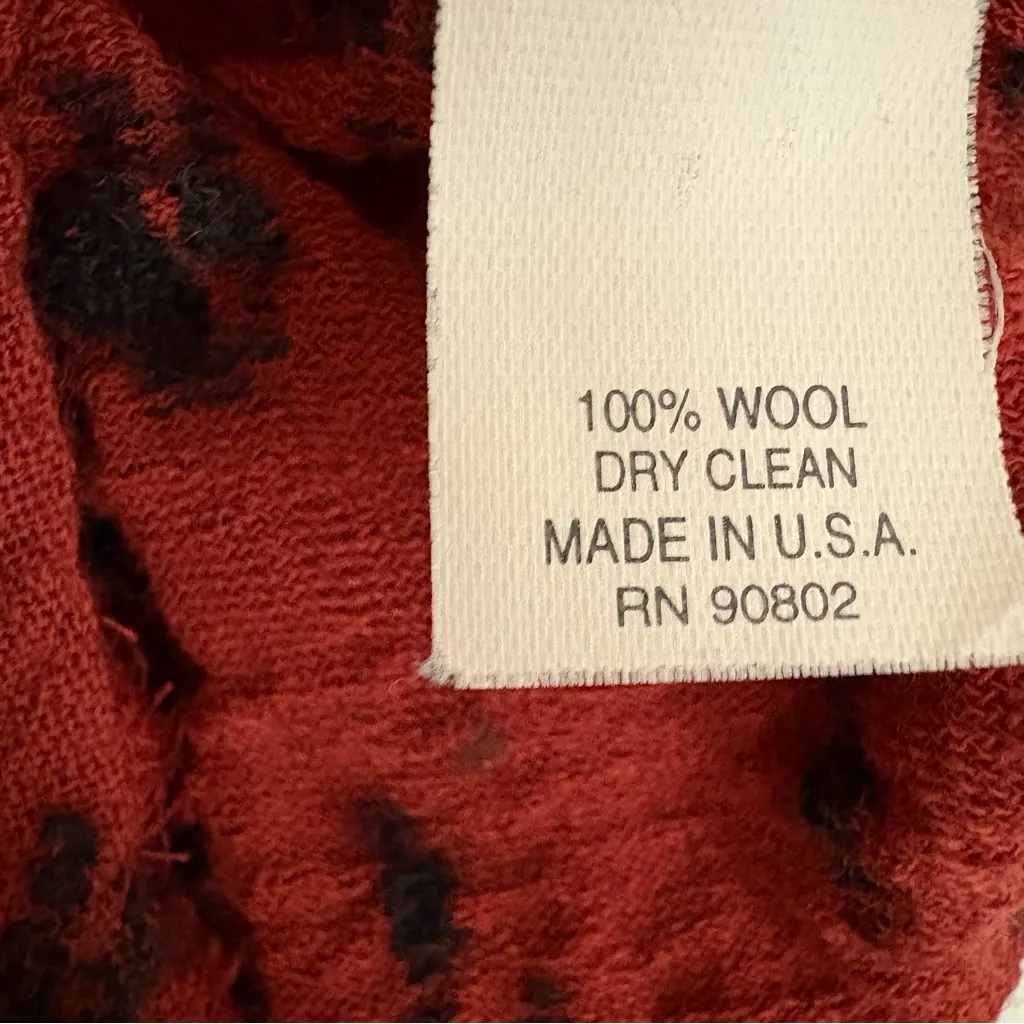 100% WOOL
DRY CLEAN
MADE IN U.S.A.
RN 90802